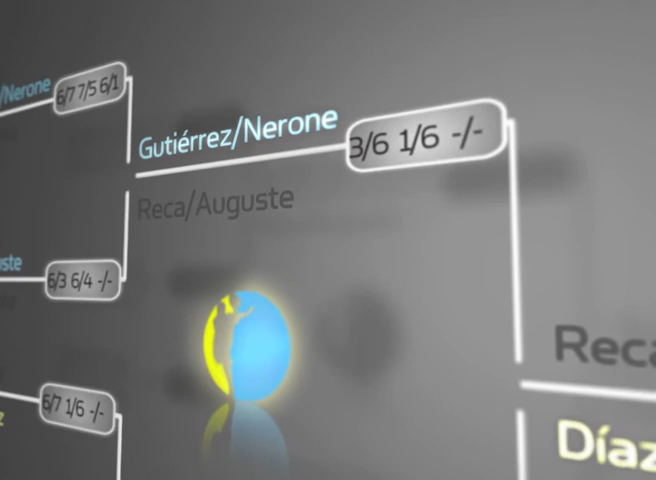 /Nerone
6/7 7/5 6/1
Gutiérrez/Nerone
3/6 1/6 -/-
Reca/Auguste
6/3 6/4 -/-
Reca
6/7 1/6 -/-
Díaz